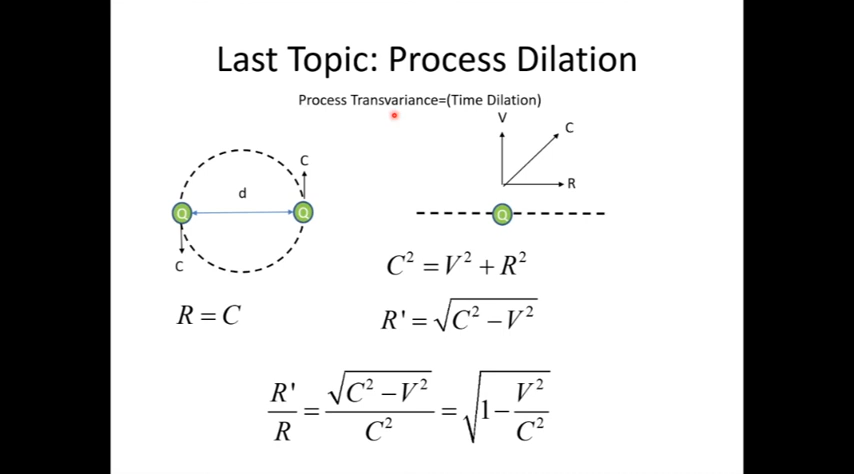 Last Topic: Process Dilation
Process Transvariance=(Time Dilation)
V
C
R
C
d
Q
Q
C
Q
C² = V² + R²
R = C
R' = √(C² − V²)
R'/R = √(C² − V²)/C² = √(1 − V²/C²)